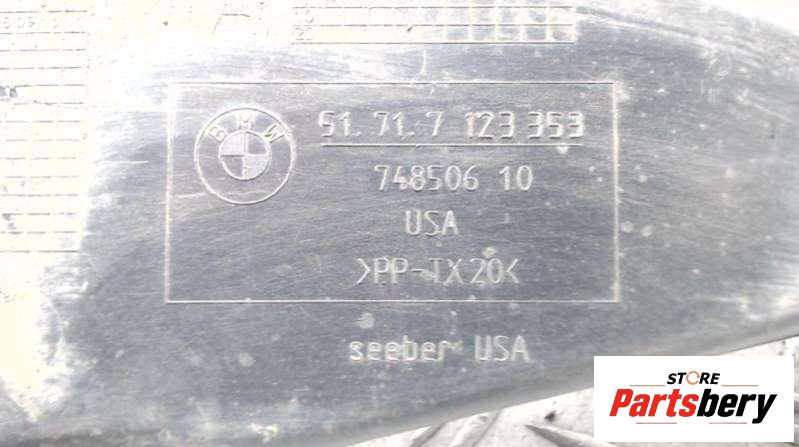 BMW
51. 71. 7 123 353
748506 10
USA
>PP-TX20<
seeber USA
STORE
Partsbery